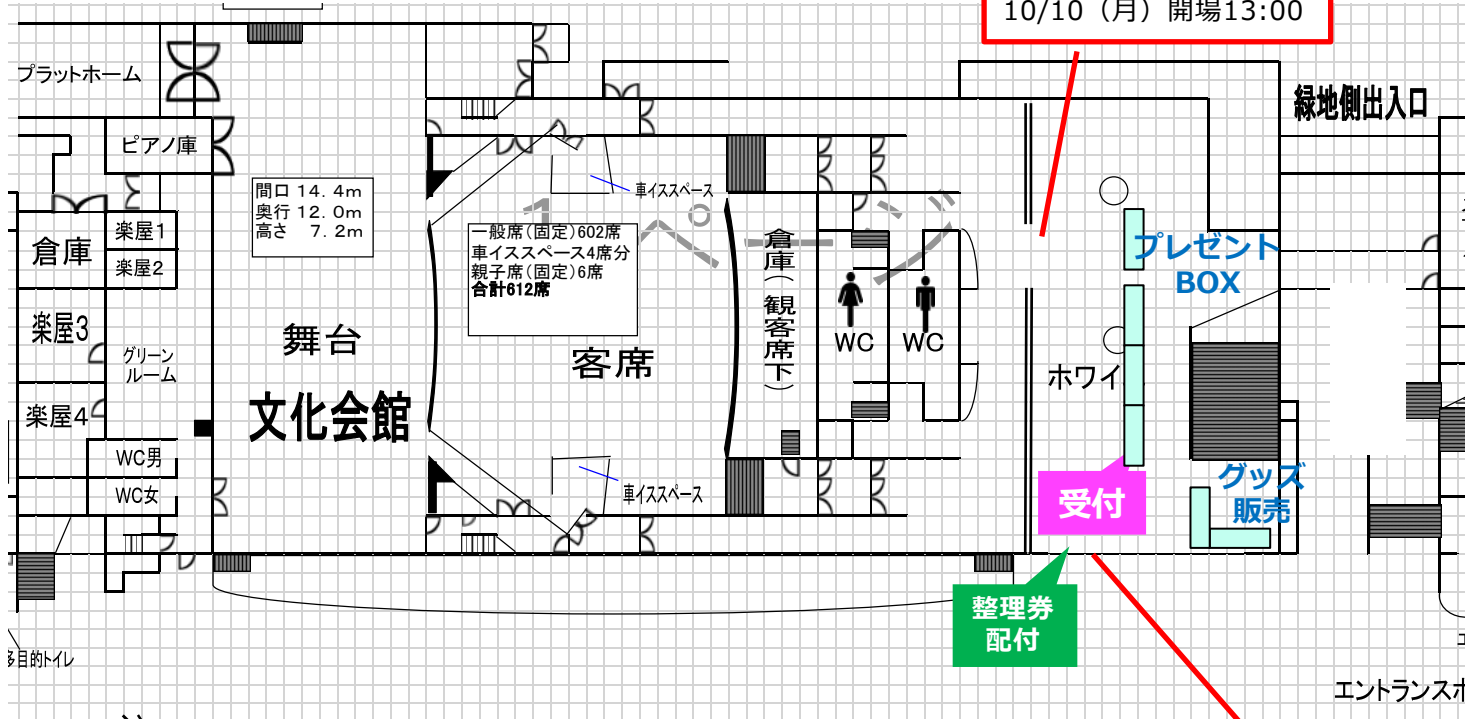 10/10（月）開場13:00
プラットホーム
緑地側出入口
ピアノ庫
間口 14.4m
奥行 12.0m
高さ 7.2m
車イススペース
1 ページ
倉庫
楽屋1
楽屋2
一般席(固定)602席
車イススペース4席分
親子席(固定)6席
合計612席
倉庫(観客席下)
プレゼント
BOX
楽屋3
グリーン
ルーム
舞台
客席
WC
WC
ホワイ
楽屋4
文化会館
WC男
WC女
車イススペース
受付
グッズ
販売
整理券
配付
多目的トイレ
エントランスホ